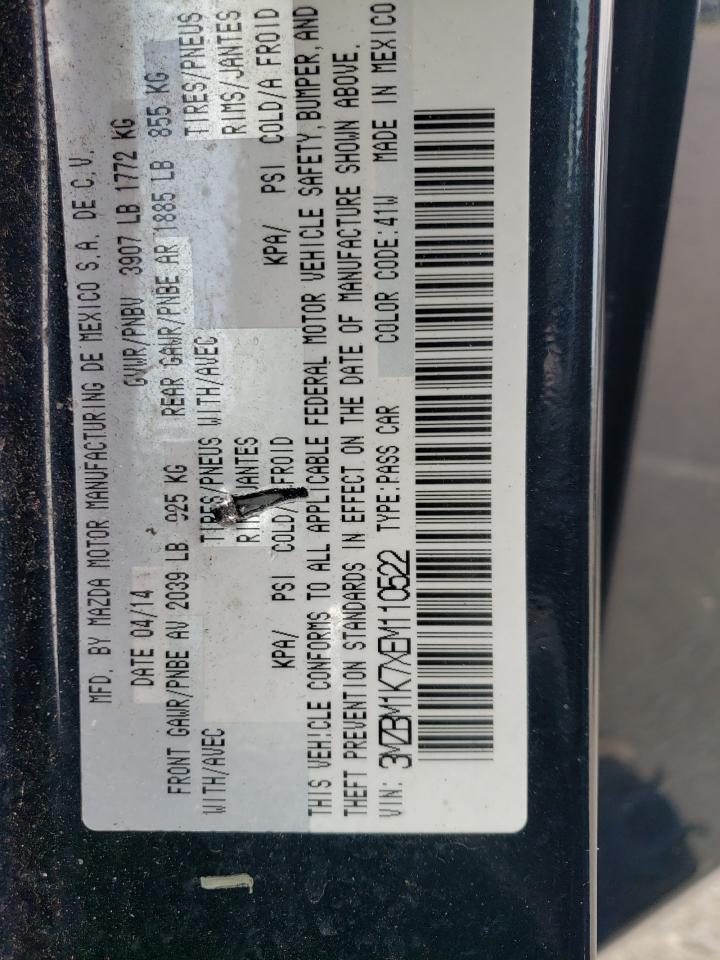 MFD. BY MAZDA MOTOR MANUFACTURING DE MEXICO S.A. DE C.V.
DATE 04/14 GVWR/PNBV 3907 LB 1772 KG
FRONT GAWR/PNBE AV 2039 LB 925 KG REAR GAWR/PNBE AR 1885 LB 855 KG
WITH/AVEC TIRES/PNEUS WITH/AVEC TIRES/PNEUS
RIMS/JANTES RIMS/JANTES
KPA/ PSI COLD/A FROID KPA/ PSI COLD/A FROID
THIS VEHICLE CONFORMS TO ALL APPLICABLE FEDERAL MOTOR VEHICLE SAFETY, BUMPER, AND
THEFT PREVENTION STANDARDS IN EFFECT ON THE DATE OF MANUFACTURE SHOWN ABOVE.
VIN: 3MZBM1K7XEM110522 TYPE:PASS CAR COLOR CODE:41W MADE IN MEXICO